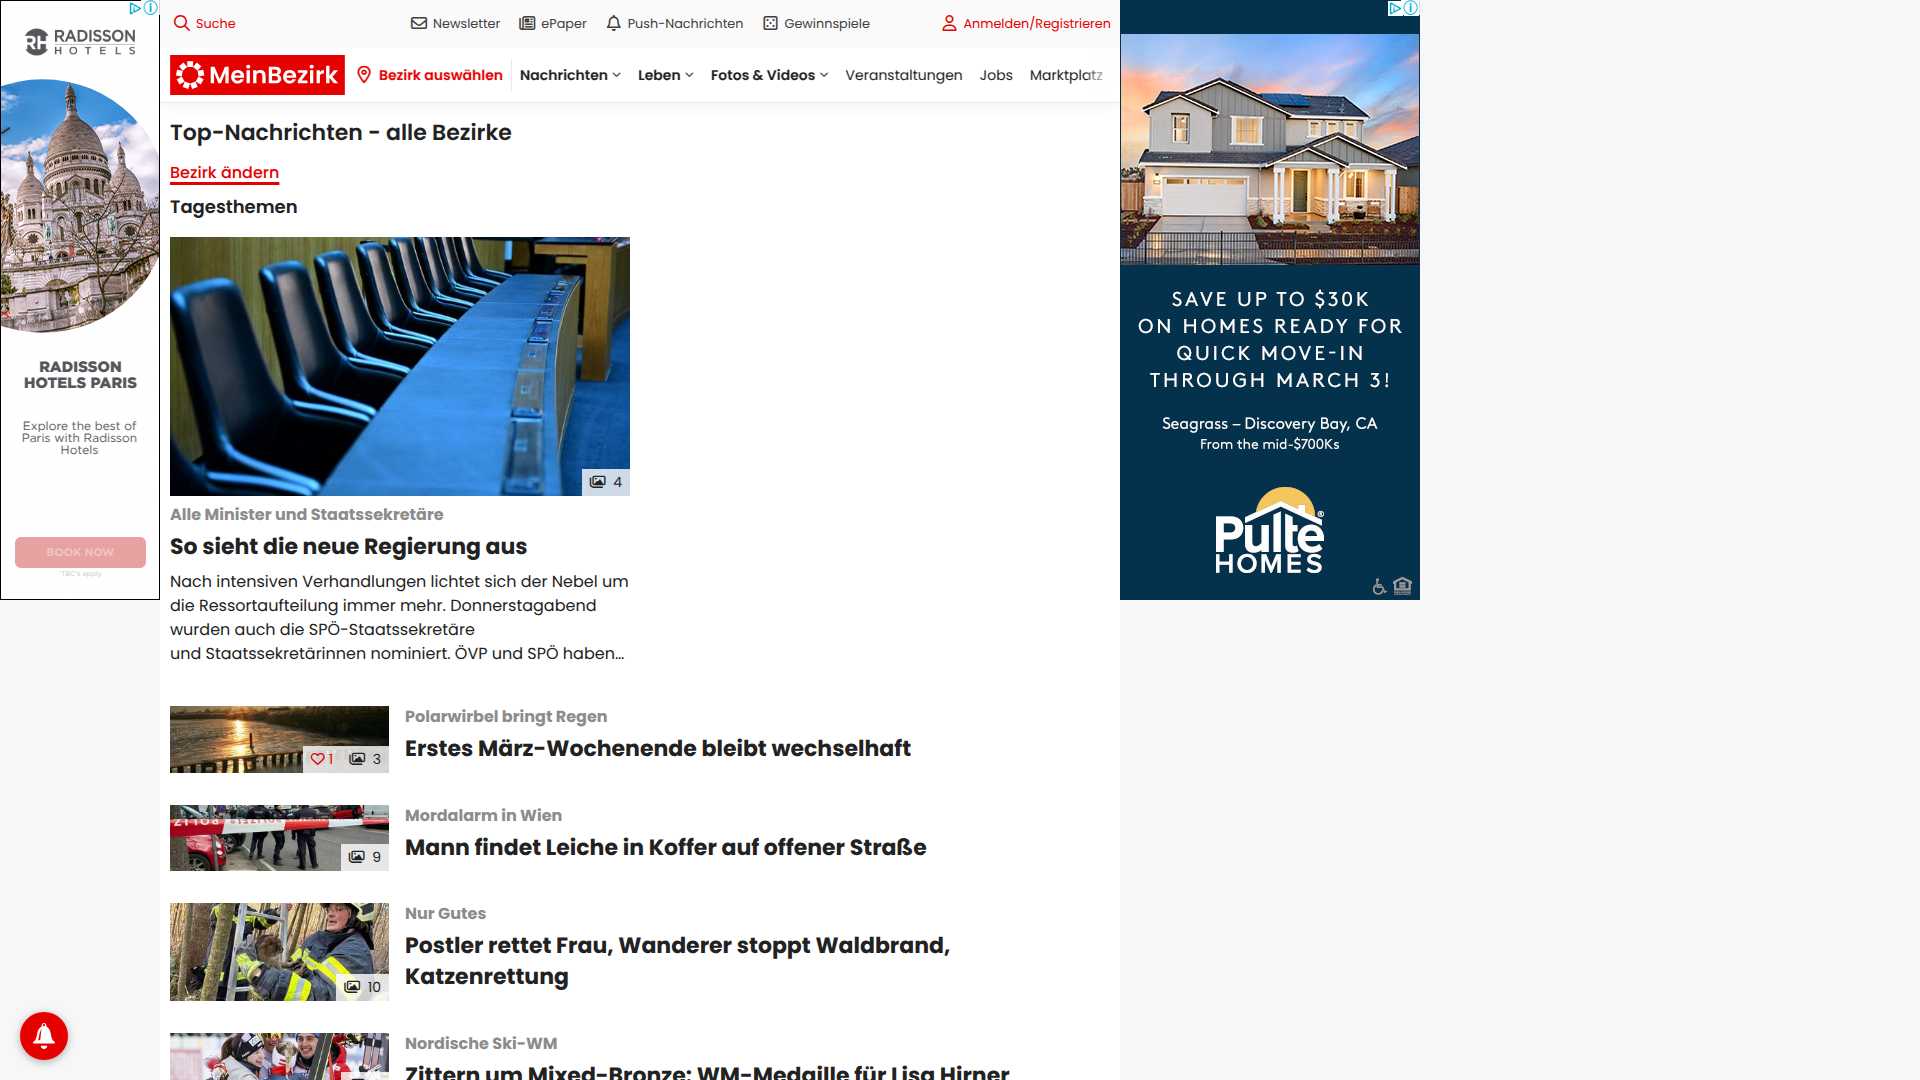 RADISSON
HOTELS
RADISSON
HOTELS PARIS
Explore the best of
Paris with Radisson
Hotels
BOOK NOW
*T&C's apply
Suche
Newsletter
ePaper
Push-Nachrichten
Gewinnspiele
Anmelden/Registrieren
MeinBezirk
Bezirk auswählen
Nachrichten
Leben
Fotos & Videos
Veranstaltungen
Jobs
Marktplatz
Top-Nachrichten - alle Bezirke
Bezirk ändern
Tagesthemen
4
Alle Minister und Staatssekretäre
So sieht die neue Regierung aus
Nach intensiven Verhandlungen lichtet sich der Nebel um
die Ressortaufteilung immer mehr. Donnerstagabend
wurden auch die SPÖ-Staatssekretäre
und Staatssekretärinnen nominiert. ÖVP und SPÖ haben...
1
3
Polarwirbel bringt Regen
Erstes März-Wochenende bleibt wechselhaft
9
Mordalarm in Wien
Mann findet Leiche in Koffer auf offener Straße
10
Nur Gutes
Postler rettet Frau, Wanderer stoppt Waldbrand,
Katzenrettung
Nordische Ski-WM
Zittern um Mixed-Bronze: WM-Medaille für Lisa Hirner
SAVE UP TO $30K
ON HOMES READY FOR
QUICK MOVE-IN
THROUGH MARCH 3!
Seagrass – Discovery Bay, CA
From the mid-$700Ks
Pulte®
HOMES